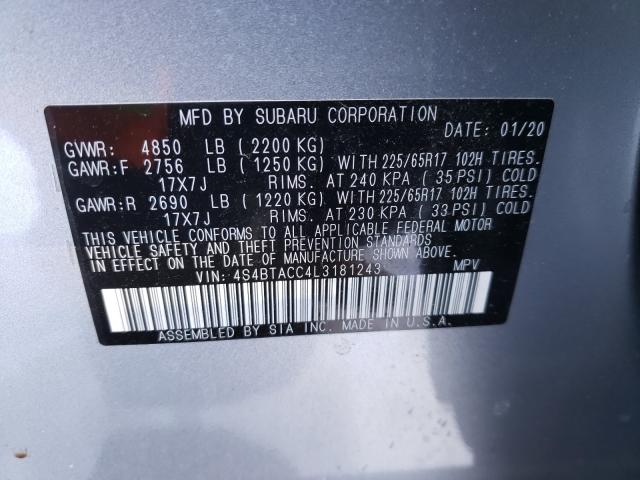 MFD BY SUBARU CORPORATION
DATE: 01/20
GVWR: 4850 LB ( 2200 KG)
GAWR:F 2756 LB ( 1250 KG) WITH 225/65R17 102H TIRES.
17X7J RIMS. AT 240 KPA ( 35 PSI) COLD
GAWR:R 2690 LB ( 1220 KG) WITH 225/65R17 102H TIRES.
17X7J RIMS. AT 230 KPA ( 33 PSI) COLD
THIS VEHICLE CONFORMS TO ALL APPLICABLE FEDERAL MOTOR
VEHICLE SAFETY AND THEFT PREVENTION STANDARDS
IN EFFECT ON THE DATE OF MANUFACTURE SHOWN ABOVE.
VIN: 4S4BTACC4L3181243 MPV
ASSEMBLED BY SIA INC. MADE IN U.S.A.